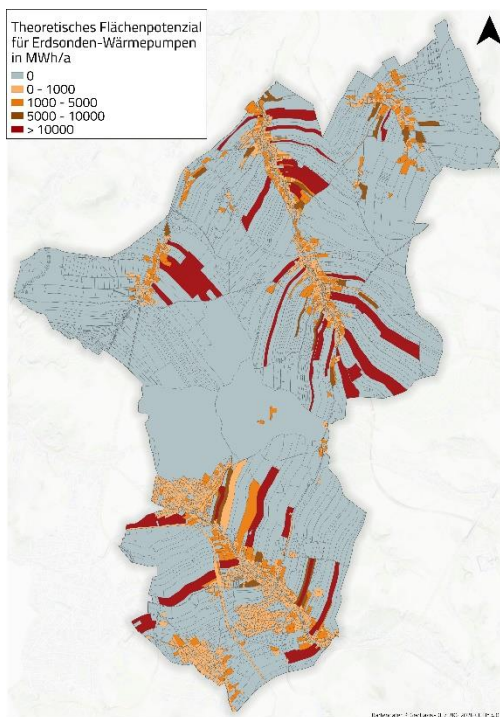 Theoretisches Flächenpotenzial
für Erdsonden-Wärmepumpen
in MWh/a
0
0 - 1000
1000 - 5000
5000 - 10000
> 10000